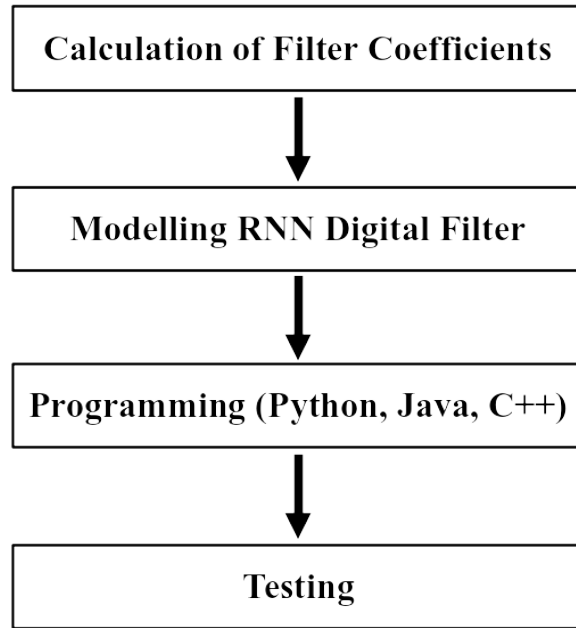 Calculation of Filter Coefficients
Modelling RNN Digital Filter
Programming (Python, Java, C++)
Testing